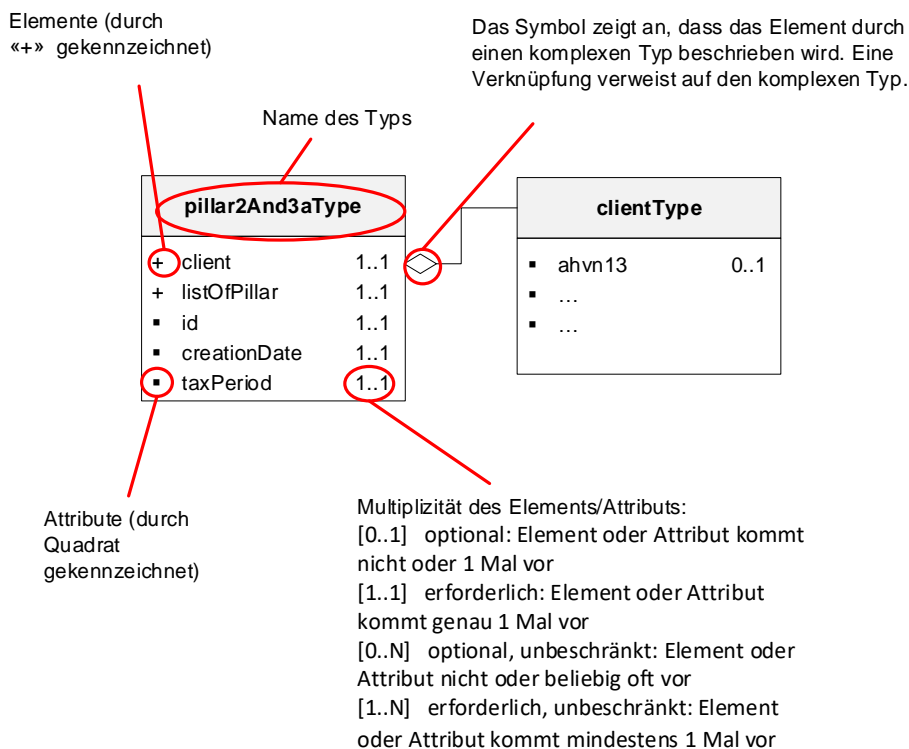 Elemente (durch
«+» gekennzeichnet)
Das Symbol zeigt an, dass das Element durch
einen komplexen Typ beschrieben wird. Eine
Verknüpfung verweist auf den komplexen Typ.
Name des Typs
pillar2And3aType
+ client 1..1
+ listOfPillar 1..1
▪ id 1..1
▪ creationDate 1..1
▪ taxPeriod 1..1
clientType
▪ ahvn13 0..1
▪ ...
▪ ...
Attribute (durch
Quadrat
gekennzeichnet)
Multiplizität des Elements/Attributs:
[0..1] optional: Element oder Attribut kommt
nicht oder 1 Mal vor
[1..1] erforderlich: Element oder Attribut
kommt genau 1 Mal vor
[0..N] optional, unbeschränkt: Element oder
Attribut nicht oder beliebig oft vor
[1..N] erforderlich, unbeschränkt: Element
oder Attribut kommt mindestens 1 Mal vor